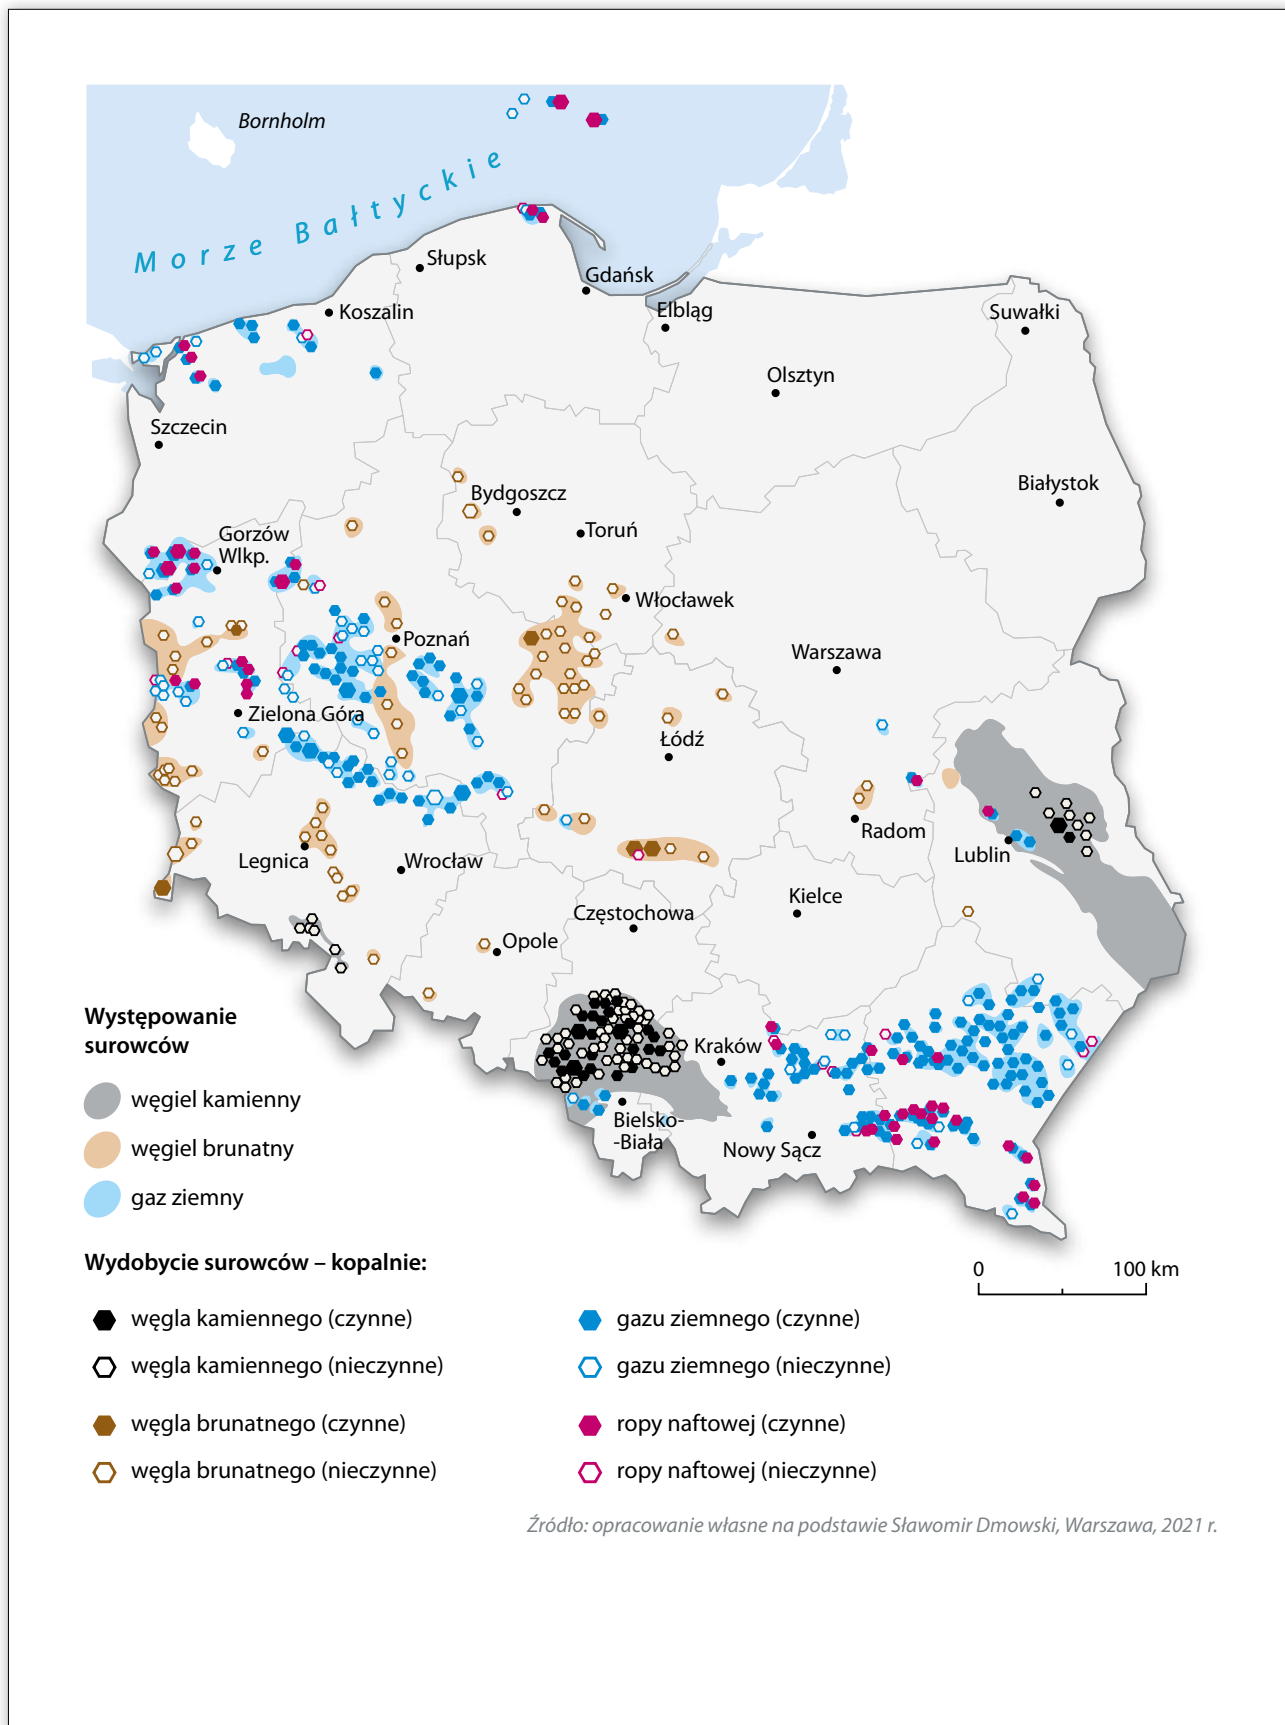 Bornholm
Morze Bałtyckie
Słupsk
Gdańsk
Koszalin
Elbląg
Suwałki
Olsztyn
Szczecin
Białystok
Bydgoszcz
Toruń
Gorzów
Wlkp.
Włocławek
Poznań
Warszawa
Zielona Góra
Łódź
Radom
Legnica
Wrocław
Lublin
Kielce
Częstochowa
Opole
Kraków
Bielsko-
-Biała
Nowy Sącz
Występowanie
surowców
węgiel kamienny
węgiel brunatny
gaz ziemny
Wydobycie surowców – kopalnie:
0 100 km
węgla kamiennego (czynne)
węgla kamiennego (nieczynne)
węgla brunatnego (czynne)
węgla brunatnego (nieczynne)
gazu ziemnego (czynne)
gazu ziemnego (nieczynne)
ropy naftowej (czynne)
ropy naftowej (nieczynne)
Źródło: opracowanie własne na podstawie Sławomir Dmowski, Warszawa, 2021 r.